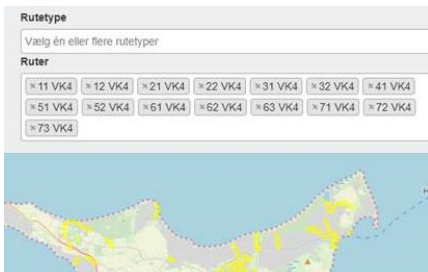 Rutetype
Vælg én eller flere rutetyper
Ruter
× 11 VK4 × 12 VK4 × 21 VK4 × 22 VK4 × 31 VK4 × 32 VK4 × 41 VK4
× 51 VK4 × 52 VK4 × 61 VK4 × 62 VK4 × 63 VK4 × 71 VK4 × 72 VK4
× 73 VK4